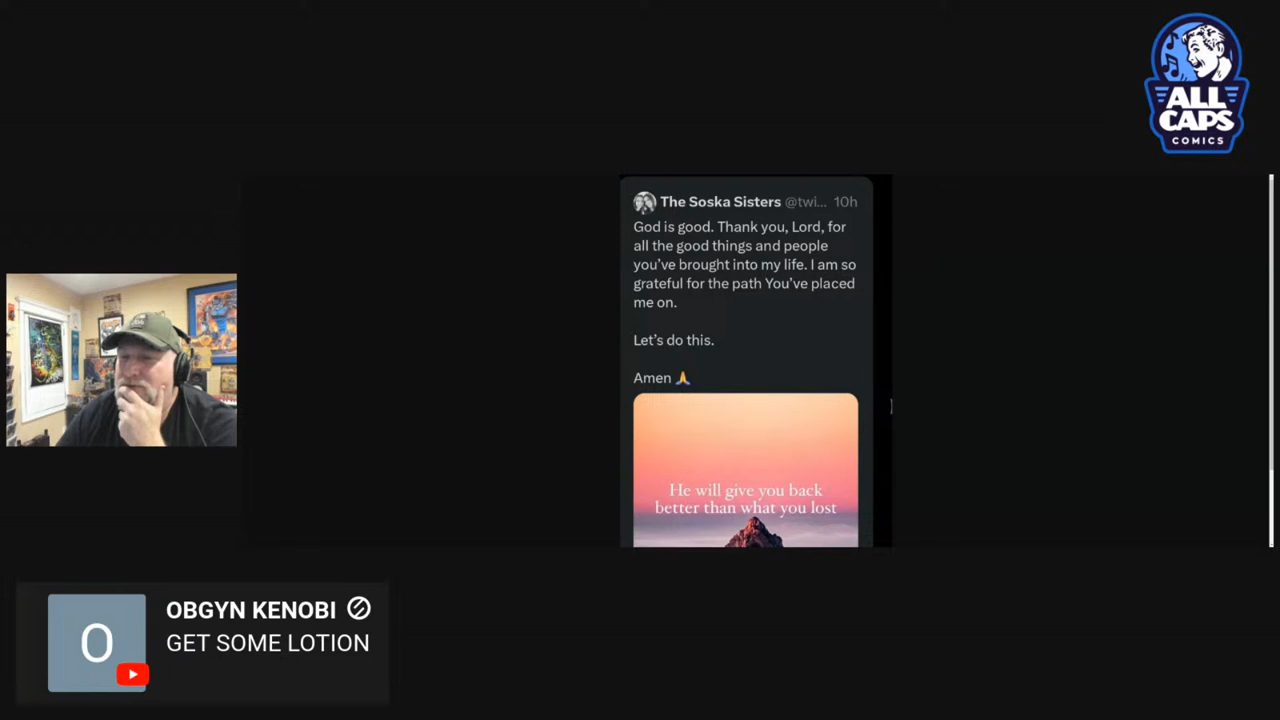 ALL
CAPS
COMICS
The Soska Sisters @twi... 10h
God is good. Thank you, Lord, for
all the good things and people
you've brought into my life. I am so
grateful for the path You've placed
me on.
Let's do this.
Amen 🙏
He will give you back
better than what you lost
O
OBGYN KENOBI
GET SOME LOTION